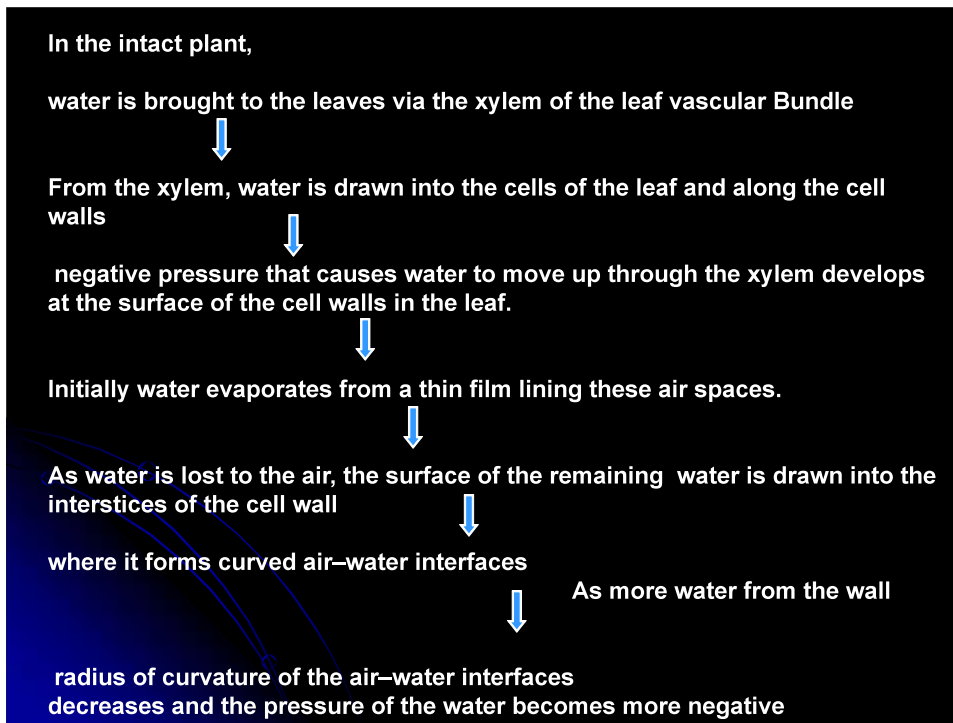 In the intact plant,
water is brought to the leaves via the xylem of the leaf vascular Bundle
From the xylem, water is drawn into the cells of the leaf and along the cell
walls
negative pressure that causes water to move up through the xylem develops
at the surface of the cell walls in the leaf.
Initially water evaporates from a thin film lining these air spaces.
As water is lost to the air, the surface of the remaining water is drawn into the
interstices of the cell wall
where it forms curved air–water interfaces
As more water from the wall
radius of curvature of the air–water interfaces
decreases and the pressure of the water becomes more negative